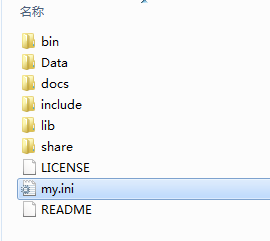 名称
bin
Data
docs
include
lib
share
LICENSE
my.ini
README